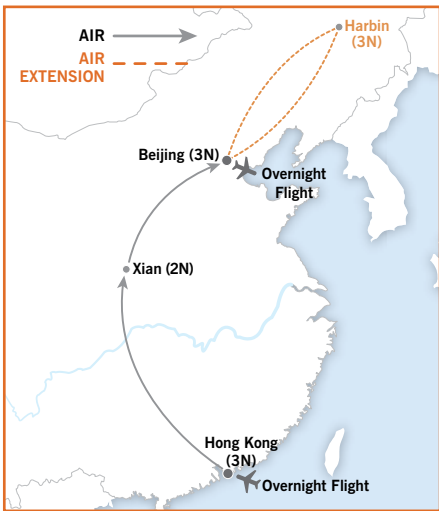 AIR
AIR
EXTENSION
Harbin
(3N)
Beijing (3N)
Overnight
Flight
Xian (2N)
Hong Kong
(3N)
Overnight Flight